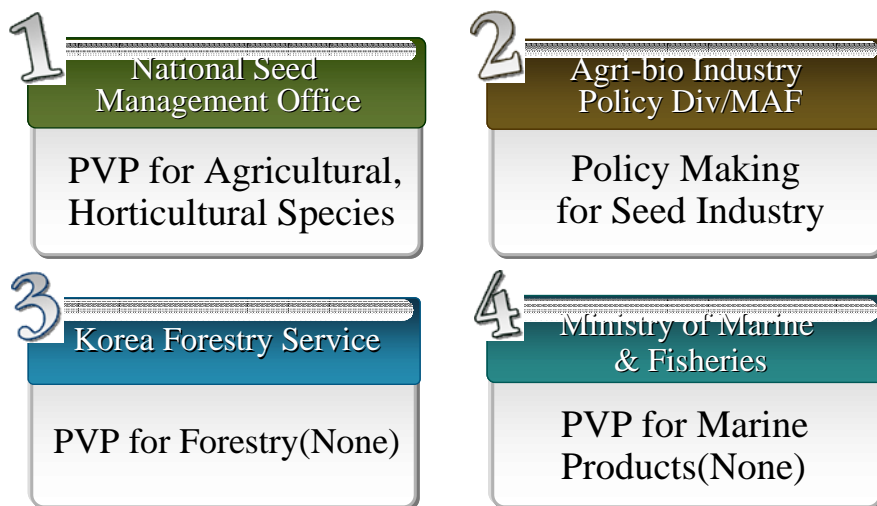 1
National Seed
Management Office
PVP for Agricultural,
Horticultural Species
2
Agri-bio Industry
Policy Div/MAF
Policy Making
for Seed Industry
3
Korea Forestry Service
PVP for Forestry(None)
4
Ministry of Marine
& Fisheries
PVP for Marine
Products(None)